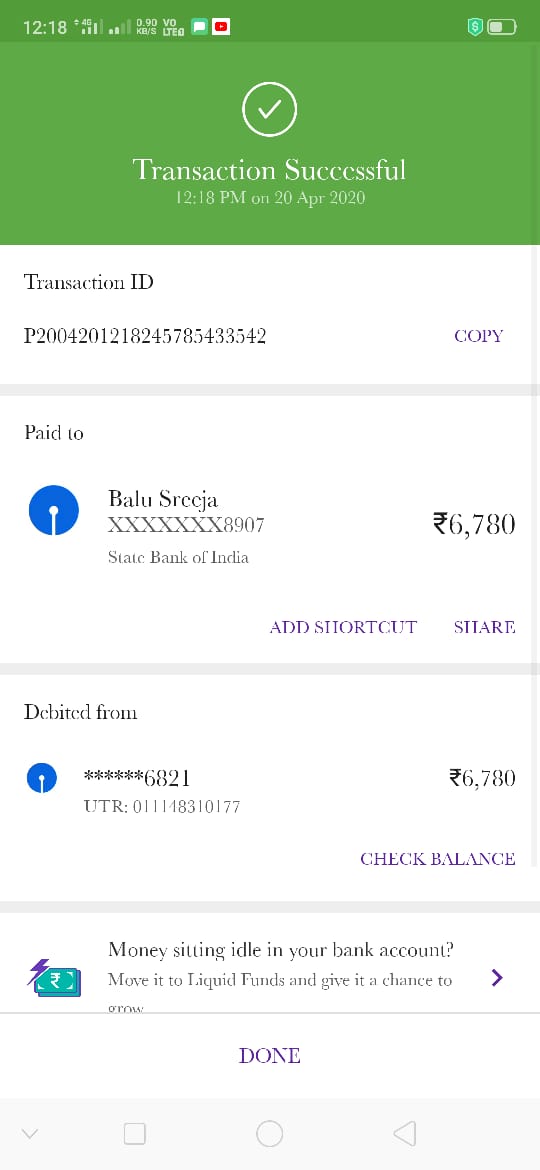 12:18 4G 0.90 KB/S VO LTE
Transaction Successful
12:18 PM on 20 Apr 2020
Transaction ID
P2004201218245785433542 COPY
Paid to
Balu Sreeja
XXXXXXX8907 ₹6,780
State Bank of India
ADD SHORTCUT SHARE
Debited from
******6821 ₹6,780
UTR: 011148310177
CHECK BALANCE
Money sitting idle in your bank account?
Move it to Liquid Funds and give it a chance to
grow
DONE